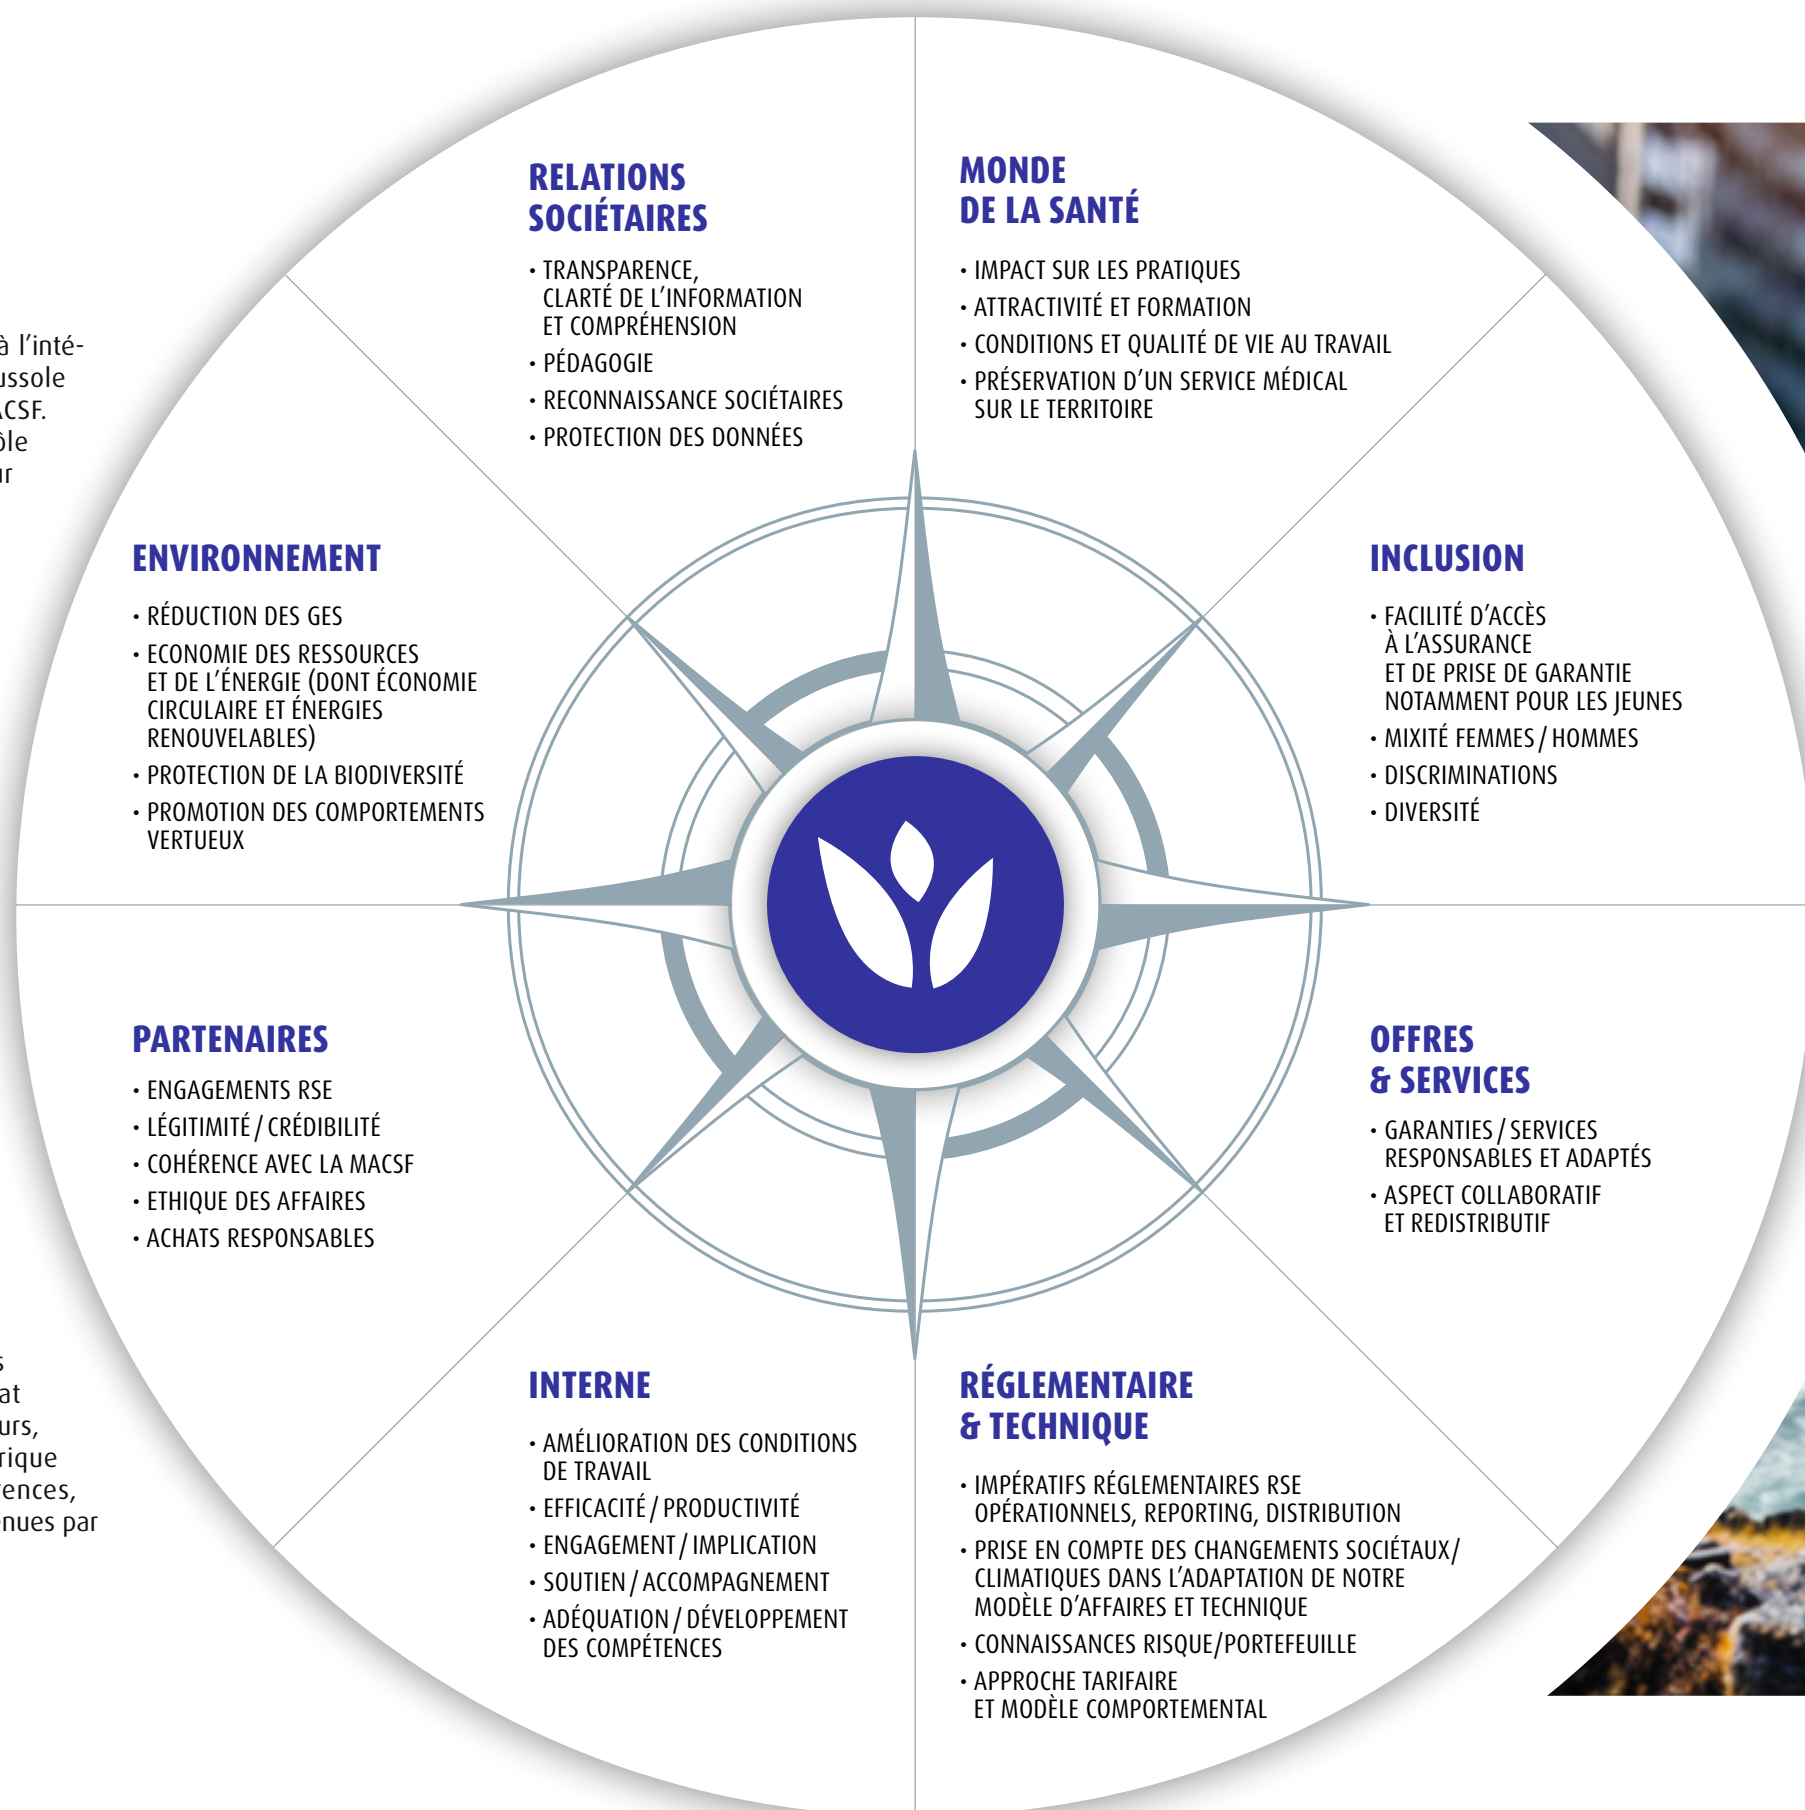 à l'inté-
ussole
ACSF.
ôle
ur
RELATIONS
SOCIÉTAIRES
• TRANSPARENCE,
CLARTÉ DE L'INFORMATION
ET COMPRÉHENSION
• PÉDAGOGIE
• RECONNAISSANCE SOCIÉTAIRES
• PROTECTION DES DONNÉES
MONDE
DE LA SANTÉ
• IMPACT SUR LES PRATIQUES
• ATTRACTIVITÉ ET FORMATION
• CONDITIONS ET QUALITÉ DE VIE AU TRAVAIL
• PRÉSERVATION D'UN SERVICE MÉDICAL
SUR LE TERRITOIRE
ENVIRONNEMENT
• RÉDUCTION DES GES
• ECONOMIE DES RESSOURCES
ET DE L'ÉNERGIE (DONT ÉCONOMIE
CIRCULAIRE ET ÉNERGIES
RENOUVELABLES)
• PROTECTION DE LA BIODIVERSITÉ
• PROMOTION DES COMPORTEMENTS
VERTUEUX
INCLUSION
• FACILITÉ D'ACCÈS
À L'ASSURANCE
ET DE PRISE DE GARANTIE
NOTAMMENT POUR LES JEUNES
• MIXITÉ FEMMES / HOMMES
• DISCRIMINATIONS
• DIVERSITÉ
PARTENAIRES
• ENGAGEMENTS RSE
• LÉGITIMITÉ / CRÉDIBILITÉ
• COHÉRENCE AVEC LA MACSF
• ETHIQUE DES AFFAIRES
• ACHATS RESPONSABLES
OFFRES
& SERVICES
• GARANTIES / SERVICES
RESPONSABLES ET ADAPTÉS
• ASPECT COLLABORATIF
ET REDISTRIBUTIF
s
at
urs,
rique
rences,
enues par
INTERNE
• AMÉLIORATION DES CONDITIONS
DE TRAVAIL
• EFFICACITÉ / PRODUCTIVITÉ
• ENGAGEMENT / IMPLICATION
• SOUTIEN / ACCOMPAGNEMENT
• ADÉQUATION / DÉVELOPPEMENT
DES COMPÉTENCES
RÉGLEMENTAIRE
& TECHNIQUE
• IMPÉRATIFS RÉGLEMENTAIRES RSE
OPÉRATIONNELS, REPORTING, DISTRIBUTION
• PRISE EN COMPTE DES CHANGEMENTS SOCIÉTAUX/
CLIMATIQUES DANS L'ADAPTATION DE NOTRE
MODÈLE D'AFFAIRES ET TECHNIQUE
• CONNAISSANCES RISQUE/PORTEFEUILLE
• APPROCHE TARIFAIRE
ET MODÈLE COMPORTEMENTAL